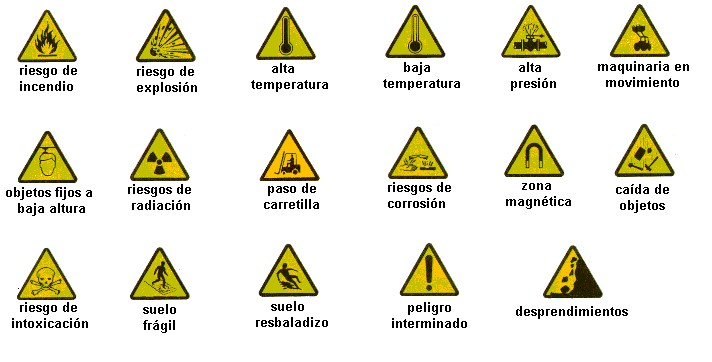 riesgo de
incendio
riesgo de
explosión
alta
temperatura
baja
temperatura
alta
presión
maquinaria en
movimiento
objetos fijos a
baja altura
riesgos de
radiación
paso de
carretilla
riesgos de
corrosión
zona
magnética
caída de
objetos
riesgo de
intoxicación
suelo
frágil
suelo
resbaladizo
peligro
interminado
desprendimientos